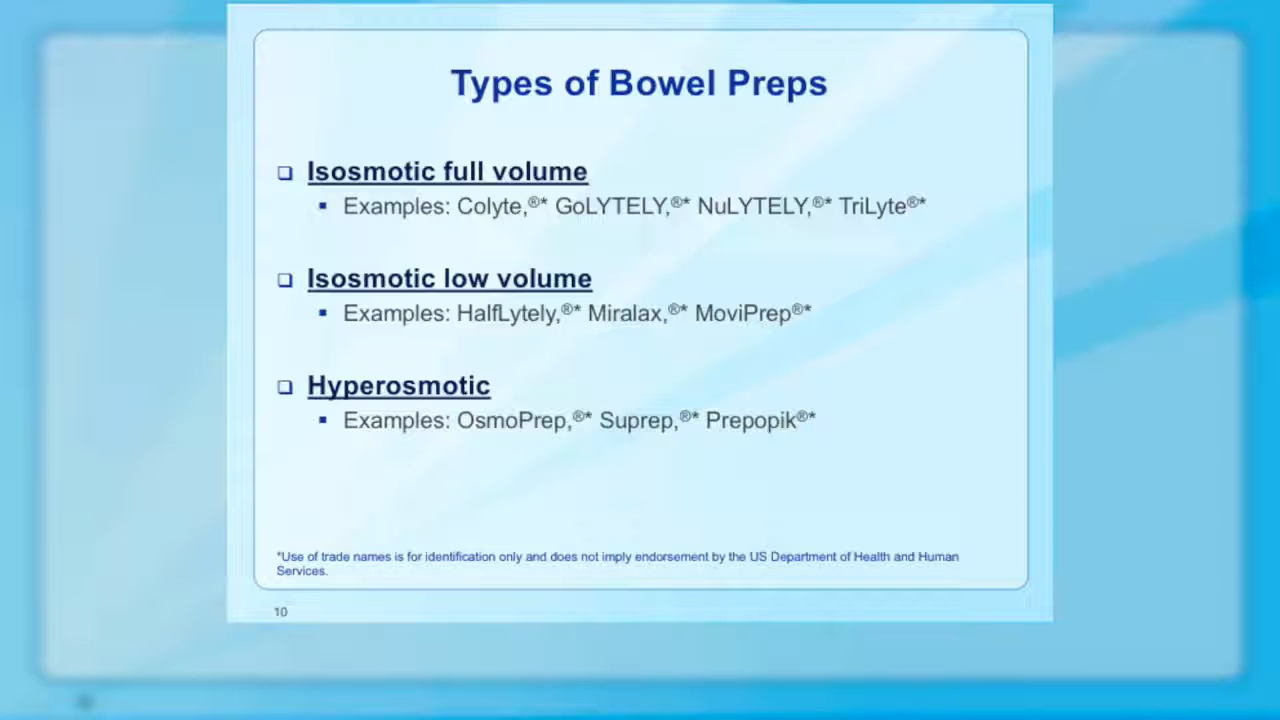 Types of Bowel Preps
❑ Isosmotic full volume
▪ Examples: Colyte,®* GoLYTELY,®* NuLYTELY,®* TriLyte®*
❑ Isosmotic low volume
▪ Examples: HalfLytely,®* Miralax,®* MoviPrep®*
❑ Hyperosmotic
▪ Examples: OsmoPrep,®* Suprep,®* Prepopik®*
*Use of trade names is for identification only and does not imply endorsement by the US Department of Health and Human
Services.
10